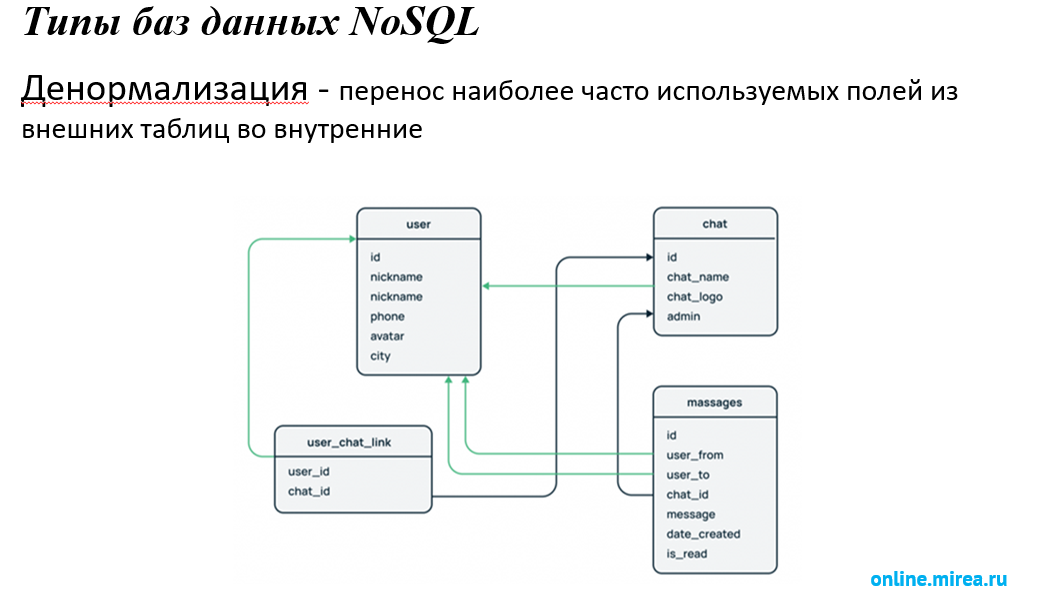 Типы баз данных NoSQL
Денормализация - перенос наиболее часто используемых полей из
внешних таблиц во внутренние
user
id
nickname
nickname
phone
avatar
city
chat
id
chat_name
chat_logo
admin
user_chat_link
user_id
chat_id
massages
id
user_from
user_to
chat_id
message
date_created
is_read
online.mirea.ru